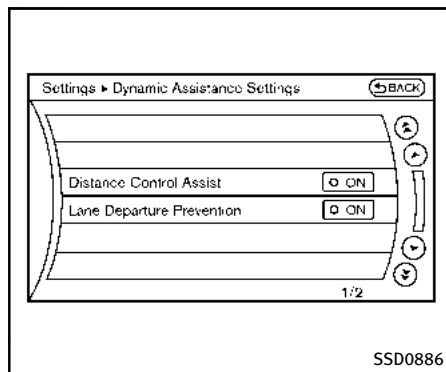 Settings ▸ Dynamic Assistance Settings BACK
Distance Control Assist ON
Lane Departure Prevention ON
1/2
SSD0886